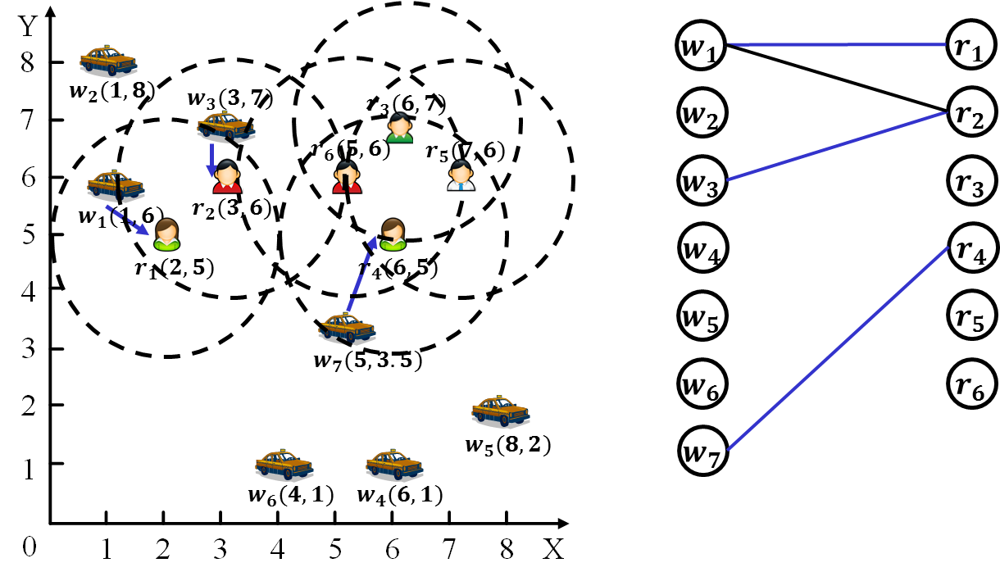 Y
8
7
6
5
4
3
2
1
0
1
2
3
4
5
6
7
8
X
w₂(1, 8)
w₃(3, 7)
r₃(6, 7)
r₆(5, 6)
r₅(7, 6)
w₁(1, 6)
r₂(3, 6)
r₁(2, 5)
r₄(6, 5)
w₇(5, 3.5)
w₅(8, 2)
w₆(4, 1)
w₄(6, 1)
w₁
r₁
w₂
r₂
w₃
r₃
w₄
r₄
w₅
r₅
w₆
r₆
w₇